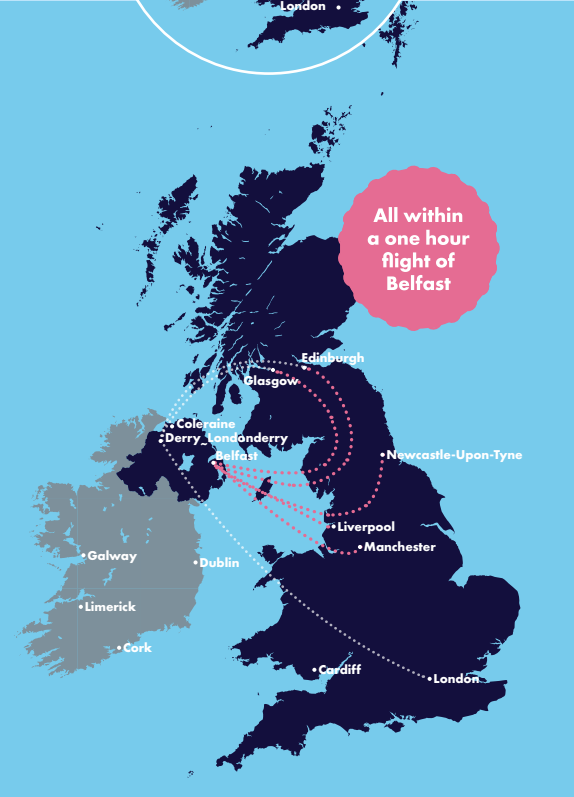 London
All within
a one hour
flight of
Belfast
Edinburgh
Glasgow
Coleraine
Derry~Londonderry
Belfast
Newcastle-Upon-Tyne
Liverpool
Manchester
Galway
Dublin
Limerick
Cork
Cardiff
London